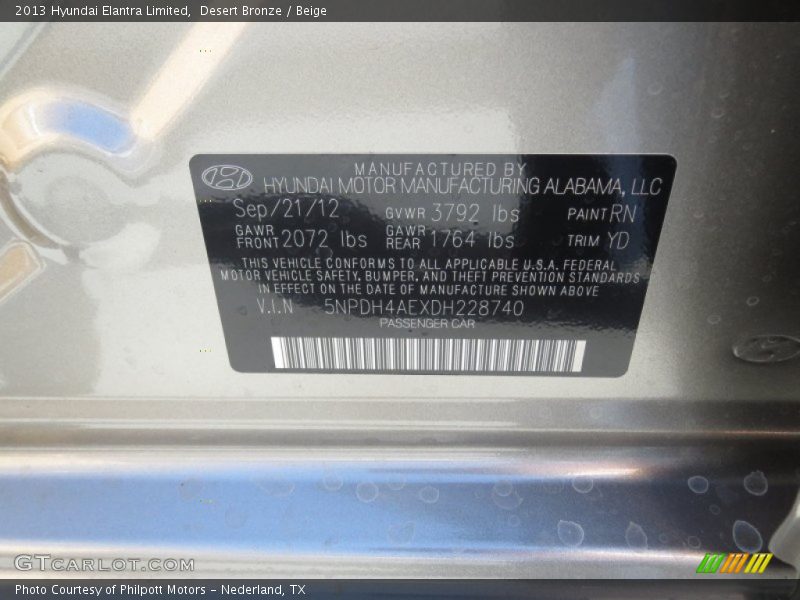 2013 Hyundai Elantra Limited,  Desert Bronze / Beige
MANUFACTURED BY
HYUNDAI MOTOR MANUFACTURING ALABAMA, LLC
Sep/21/12 GVWR 3792 lbs PAINT RN
GAWR FRONT 2072 lbs GAWR REAR 1764 lbs TRIM YD
THIS VEHICLE CONFORMS TO ALL APPLICABLE U.S.A. FEDERAL
MOTOR VEHICLE SAFETY, BUMPER, AND THEFT PREVENTION STANDARDS
IN EFFECT ON THE DATE OF MANUFACTURE SHOWN ABOVE
V.I.N 5NPDH4AEXDH228740
PASSENGER CAR
GTCARLOT.COM
Photo Courtesy of Philpott Motors - Nederland, TX